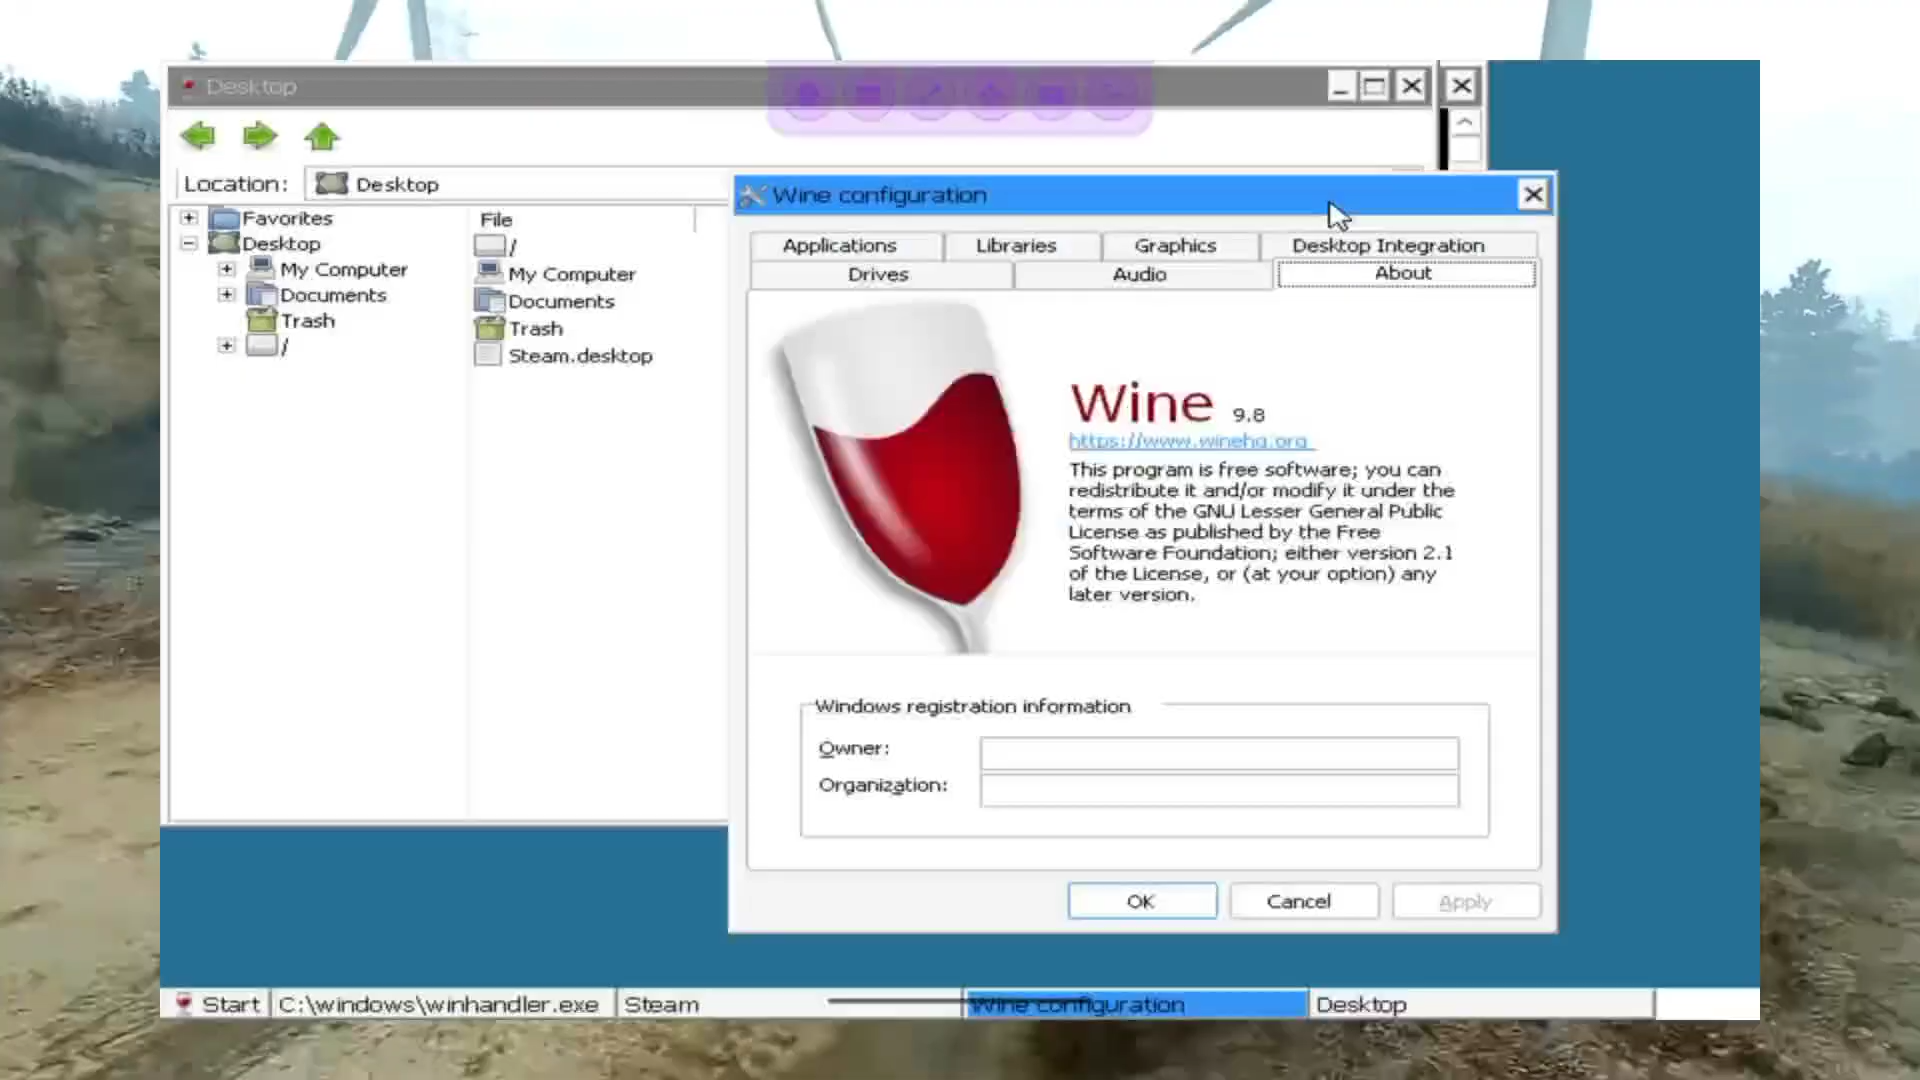 Desktop
Location: Desktop
Favorites
Desktop
My Computer
Documents
Trash
/
File
/
My Computer
Documents
Trash
Steam.desktop
Wine configuration
Applications Libraries Graphics Desktop Integration
Drives Audio About
Wine 9.8
https://www.winehq.org
This program is free software; you can
redistribute it and/or modify it under the
terms of the GNU Lesser General Public
License as published by the Free
Software Foundation; either version 2.1
of the License, or (at your option) any
later version.
Windows registration information
Owner:
Organization:
OK Cancel Apply
Start C:\windows\winhandler.exe Steam Wine configuration Desktop